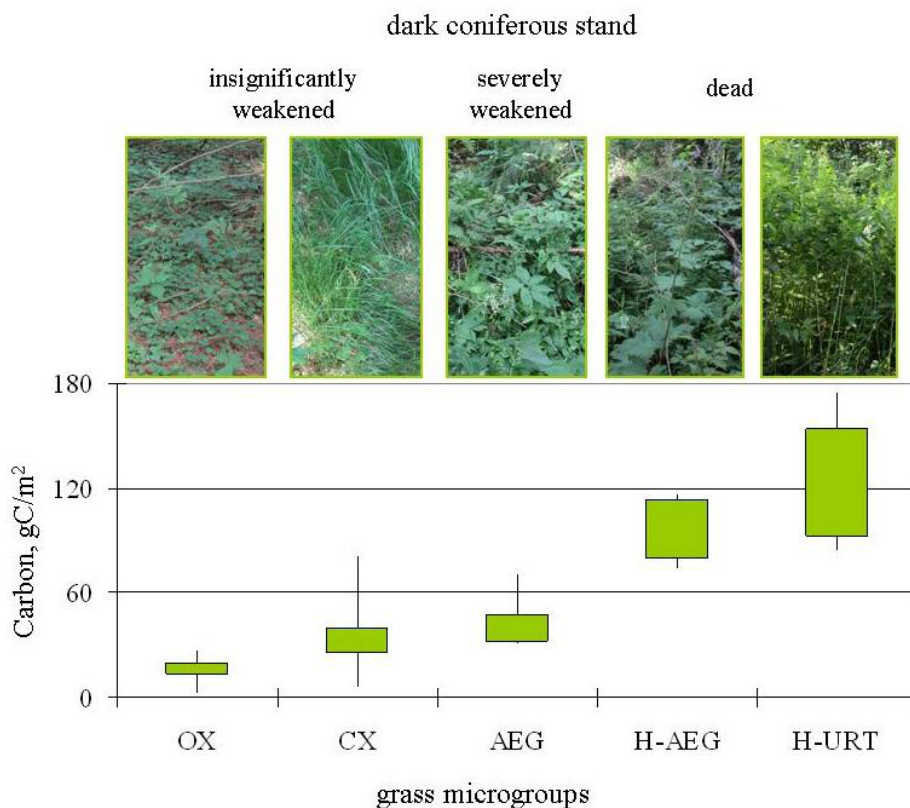 dark coniferous stand
insignificantly
weakened
severely
weakened
dead
180
120
60
0
Carbon, gC/m²
OX
CX
AEG
H-AEG
H-URT
grass microgroups